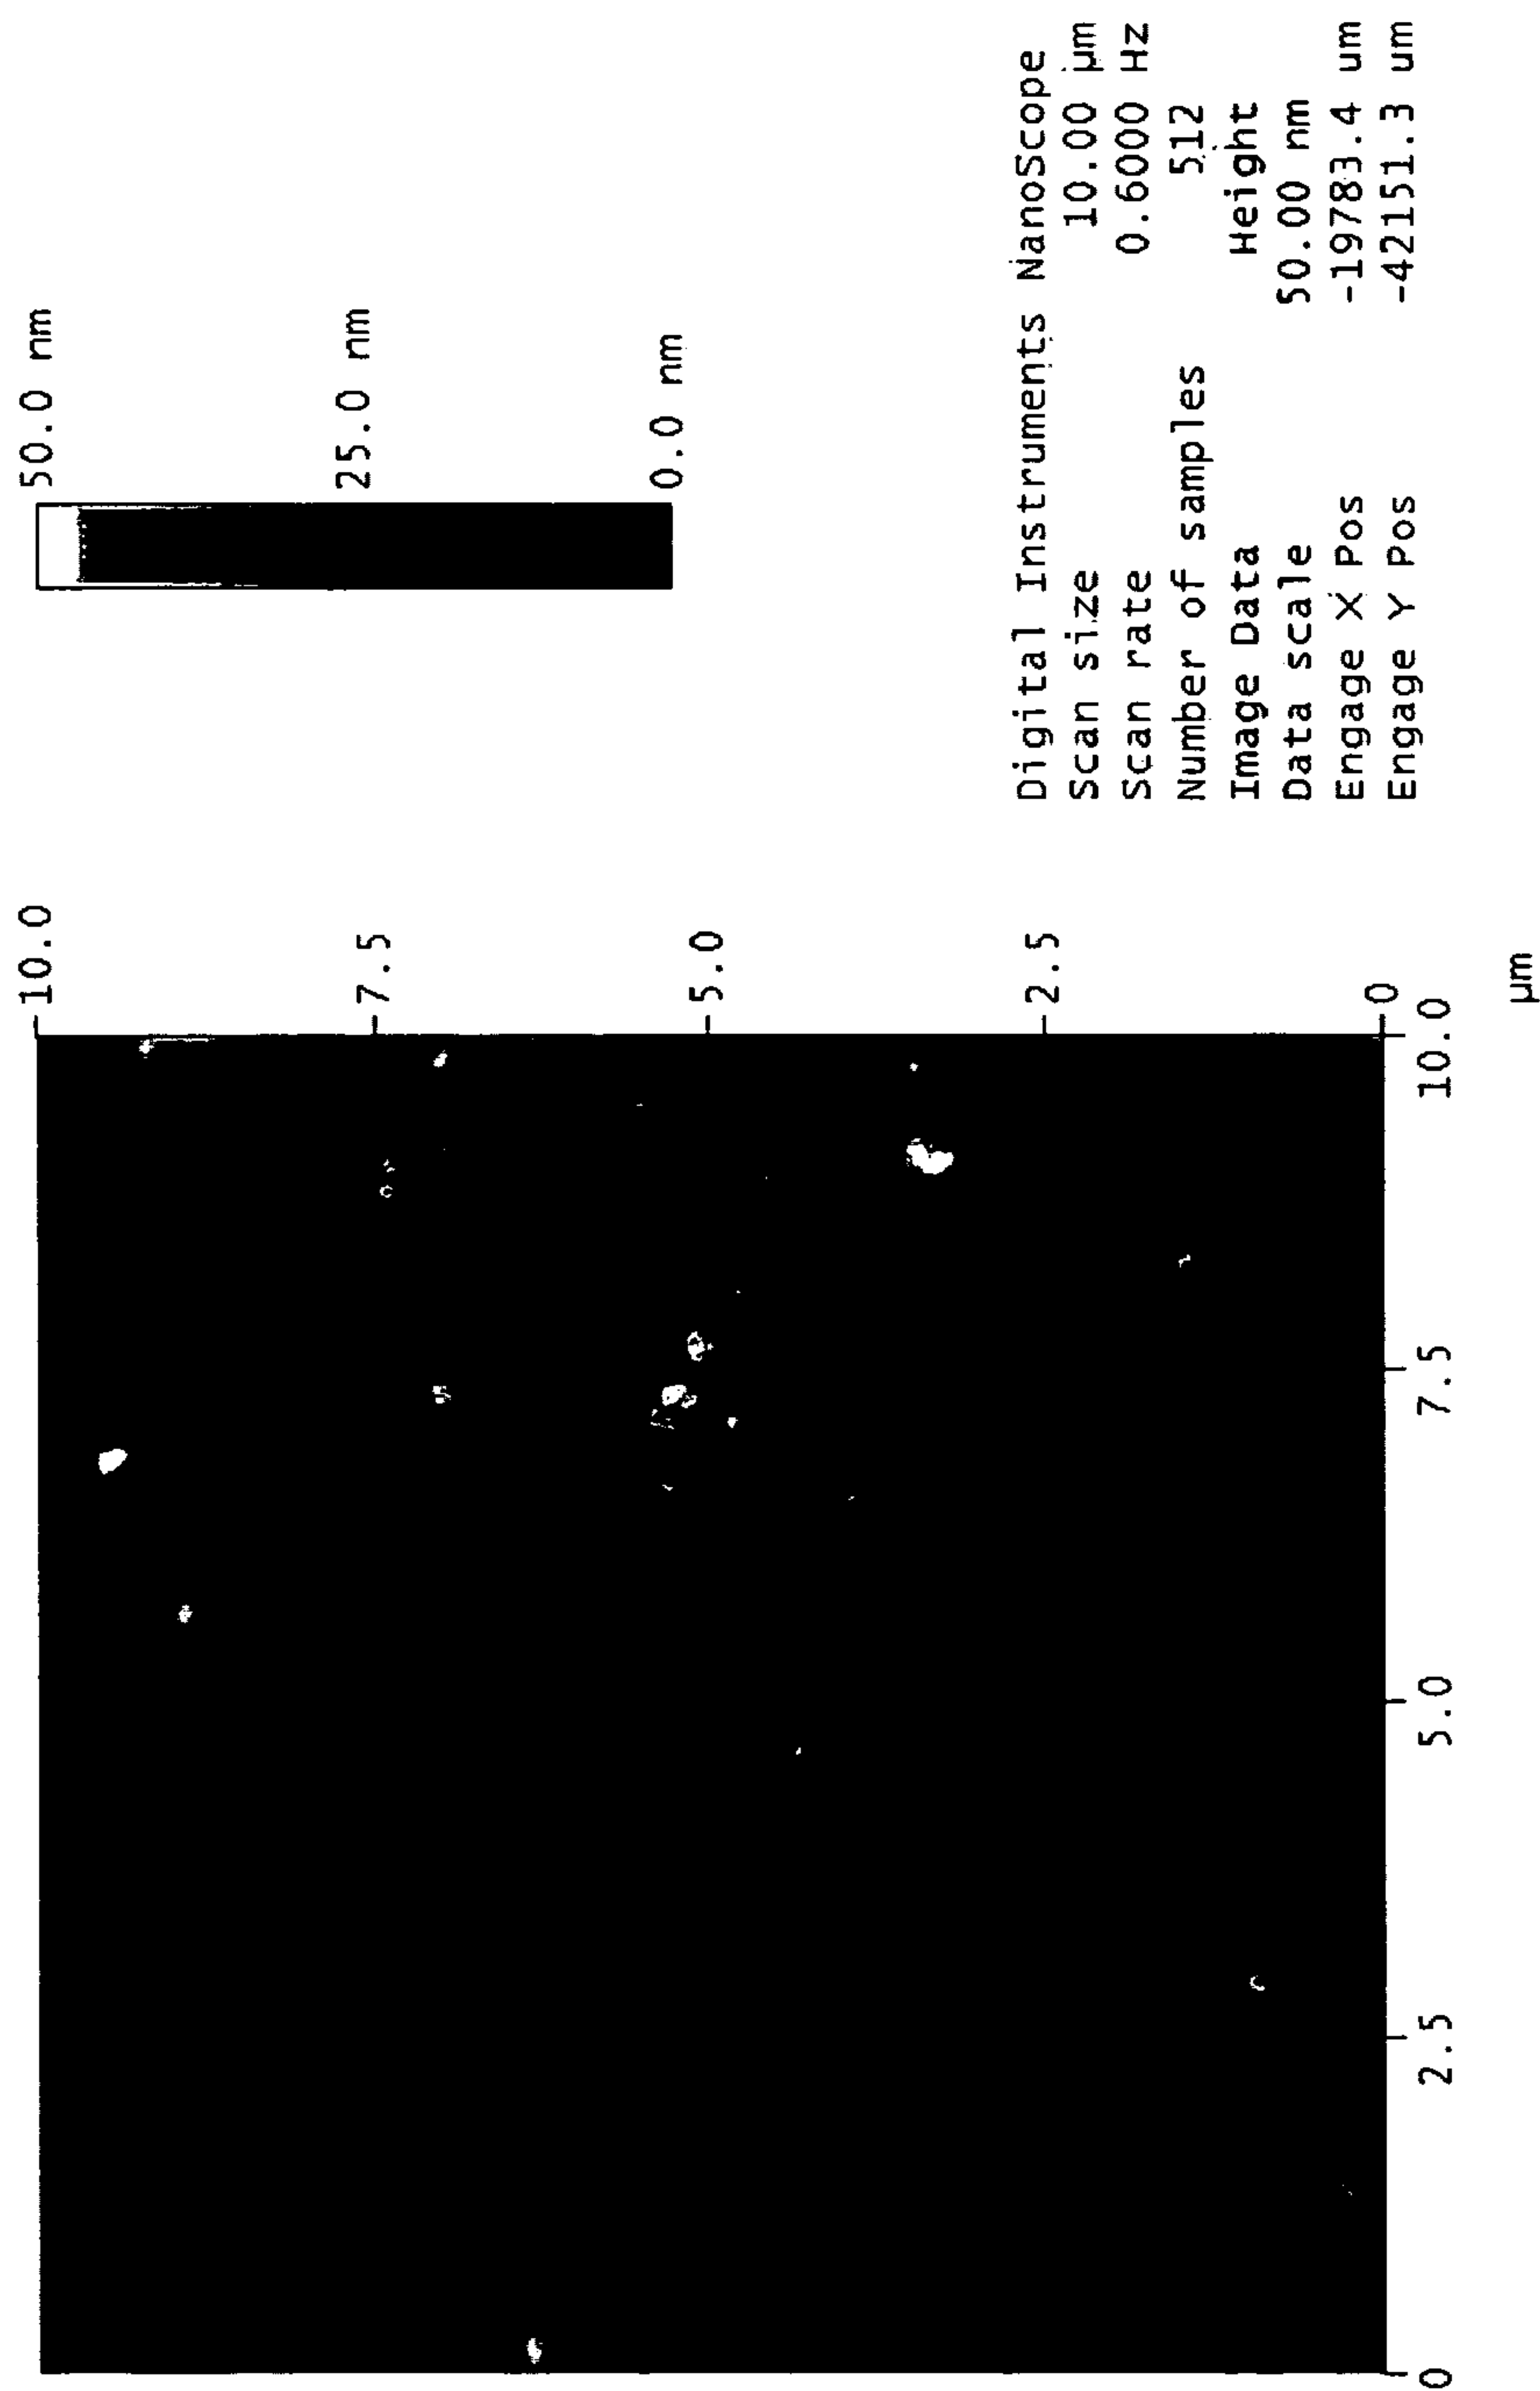 10.0
7.5
5.0
2.5
0
0
2.5
5.0
7.5
10.0
µm
50.0 nm
25.0 nm
0.0 nm
Digital Instruments NanoScope
Scan size 10.00 µm
Scan rate 0.6000 Hz
Number of samples 512
Image Data Height
Data scale 50.00 nm
Engage X Pos -19783.4 um
Engage Y Pos -42151.3 um